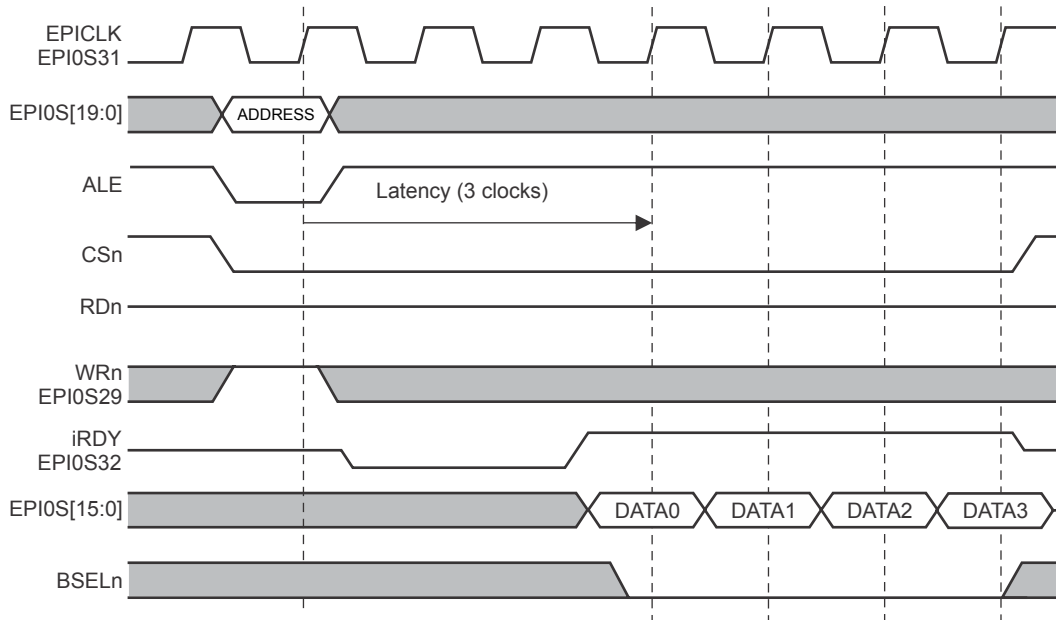 EPICLK
EPI0S31
EPI0S[19:0]
ADDRESS
ALE
Latency (3 clocks)
CSn
RDn
WRn
EPI0S29
iRDY
EPI0S32
EPI0S[15:0]
DATA0
DATA1
DATA2
DATA3
BSELn